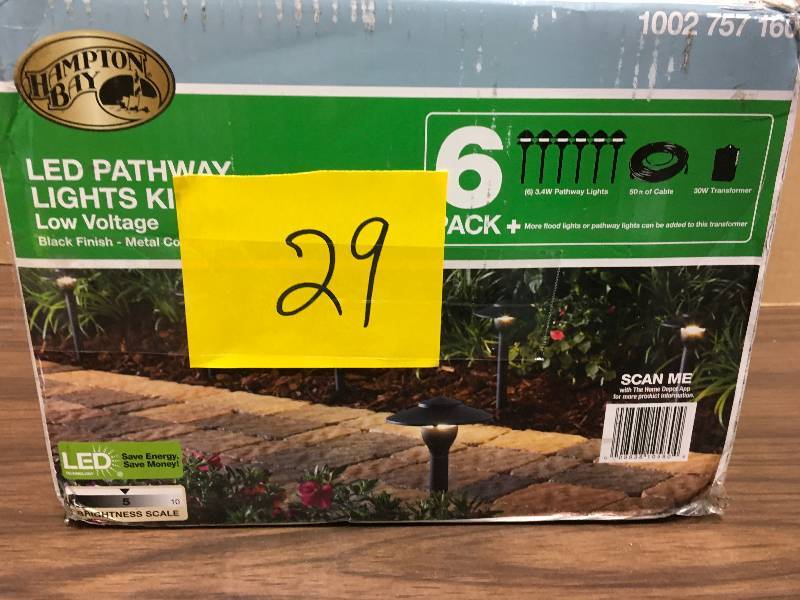 1002 757 160
HAMPTON
BAY
LED PATHWAY
LIGHTS KI
Low Voltage
Black Finish - Metal Co
6
PACK +
(6) 3.4W Pathway Lights
50 ft of Cable
30W Transformer
More flood lights or pathway lights can be added to this transformer
29
SCAN ME
with The Home Depot App
for more product information.
LED
TECHNOLOGY
Save Energy.
Save Money!
5
10
BRIGHTNESS SCALE